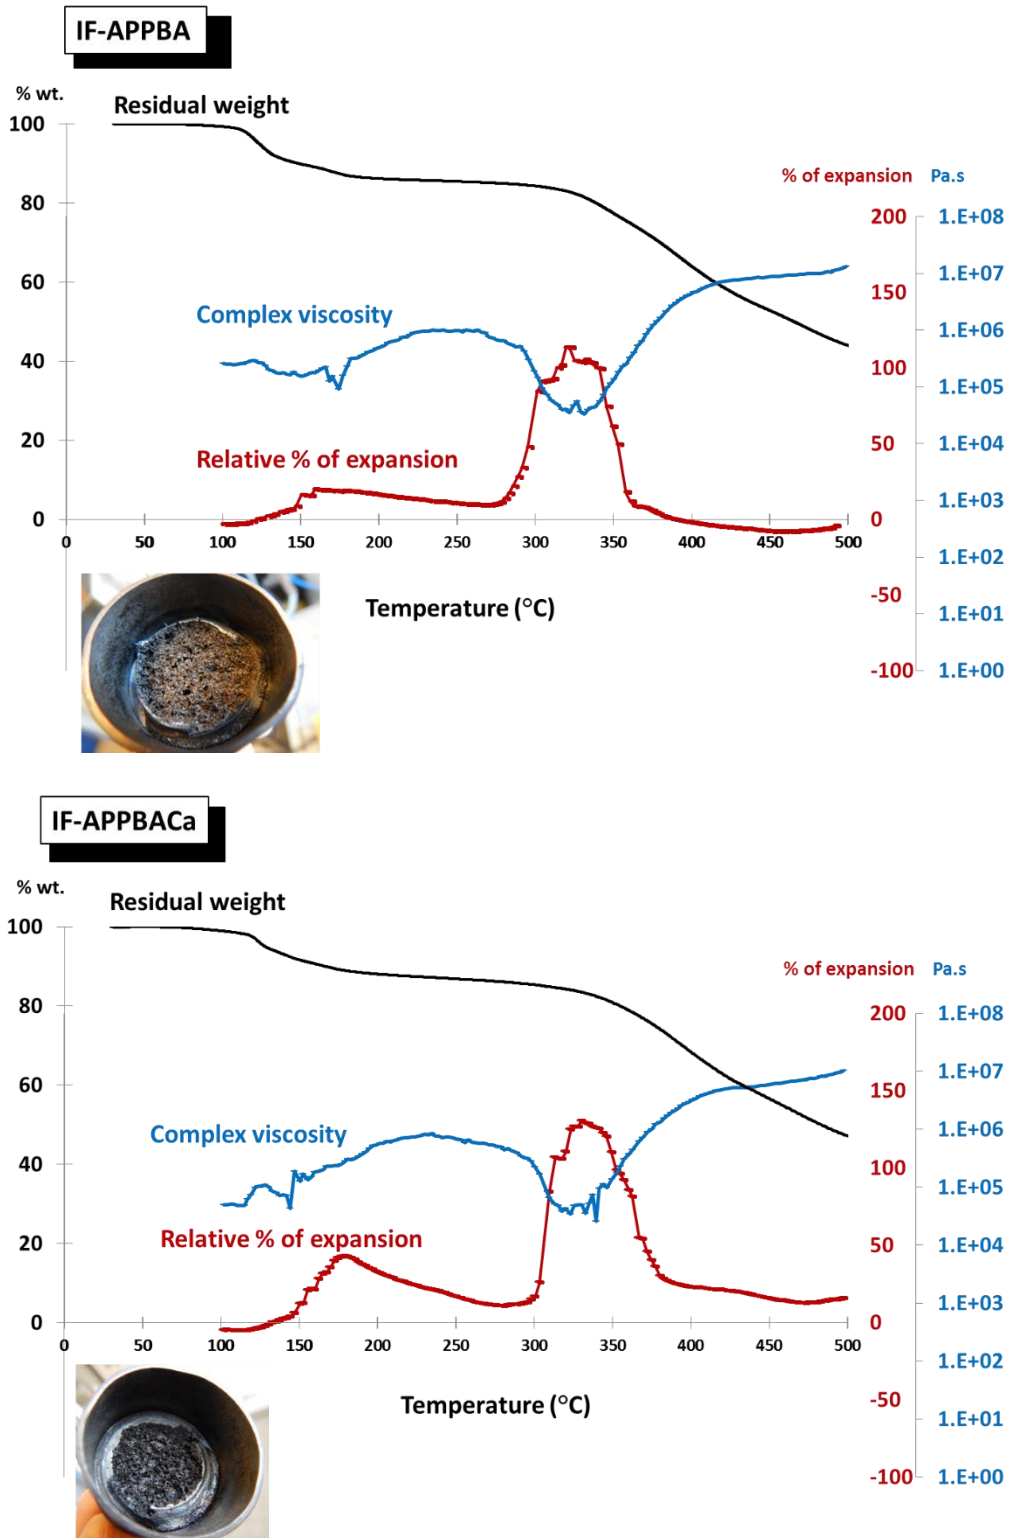 IF-APPBA
% wt.
Residual weight
100
80
60
40
20
0
% of expansion Pa.s
200
150
100
50
0
-50
-100
1.E+08
1.E+07
1.E+06
1.E+05
1.E+04
1.E+03
1.E+02
1.E+01
1.E+00
Complex viscosity
Relative % of expansion
0 50 100 150 200 250 300 350 400 450 500
Temperature (°C)
IF-APPBACa
% wt.
Residual weight
100
80
60
40
20
0
% of expansion Pa.s
200
150
100
50
0
-50
-100
1.E+08
1.E+07
1.E+06
1.E+05
1.E+04
1.E+03
1.E+02
1.E+01
1.E+00
Complex viscosity
Relative % of expansion
0 50 100 150 200 250 300 350 400 450 500
Temperature (°C)